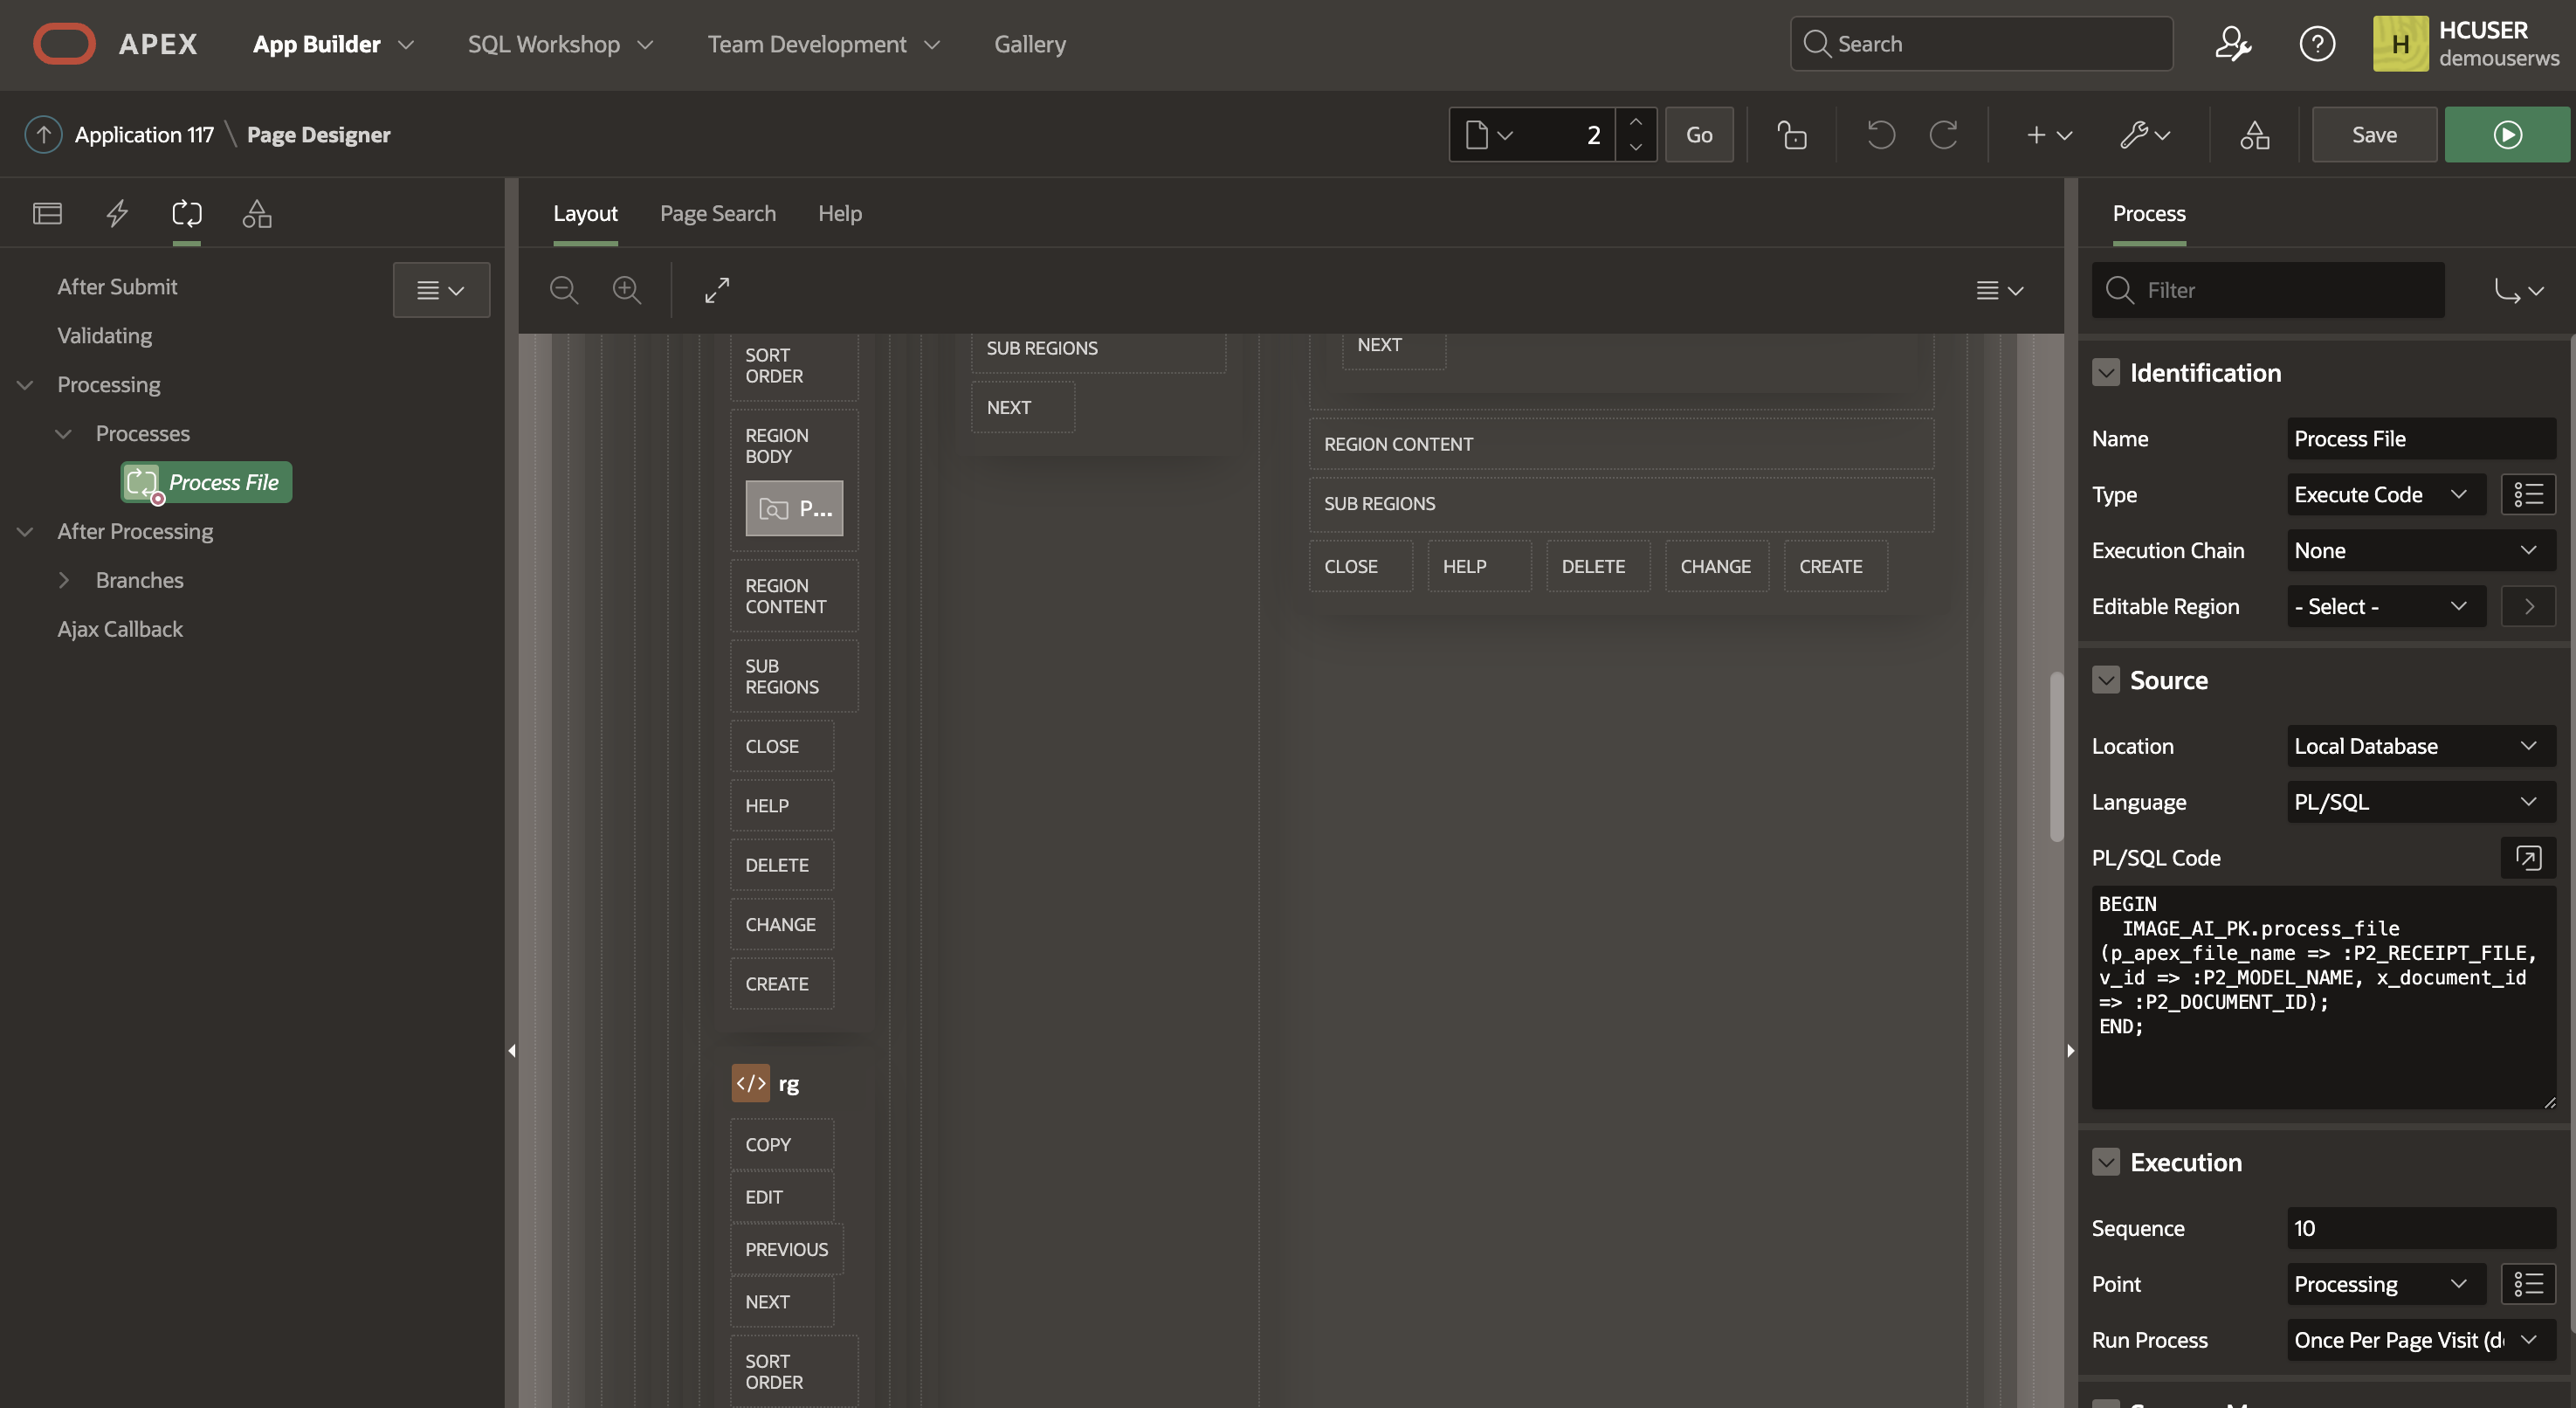 APEX
App Builder
SQL Workshop
Team Development
Gallery
Search
H
HCUSER
demouserws
Application 117 \ Page Designer
2
Go
Save
After Submit
Validating
Processing
Processes
Process File
After Processing
Branches
Ajax Callback
Layout
Page Search
Help
SORT
ORDER
REGION
BODY
P...
REGION
CONTENT
SUB
REGIONS
CLOSE
HELP
DELETE
CHANGE
CREATE
rg
COPY
EDIT
PREVIOUS
NEXT
SORT
ORDER
SUB REGIONS
NEXT
NEXT
REGION CONTENT
SUB REGIONS
CLOSE
HELP
DELETE
CHANGE
CREATE
Process
Filter
Identification
Name
Process File
Type
Execute Code
Execution Chain
None
Editable Region
- Select -
Source
Location
Local Database
Language
PL/SQL
PL/SQL Code
BEGIN
IMAGE_AI_PK.process_file
(p_apex_file_name => :P2_RECEIPT_FILE,
v_id => :P2_MODEL_NAME, x_document_id
=> :P2_DOCUMENT_ID);
END;
Execution
Sequence
10
Point
Processing
Run Process
Once Per Page Visit (d